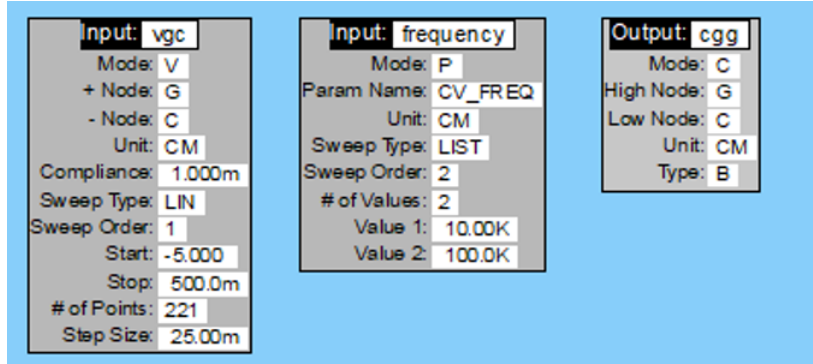 Input: vgc
Mode: V
+ Node: G
- Node: C
Unit: CM
Compliance: 1.000m
Sweep Type: LIN
Sweep Order: 1
Start: -5.000
Stop: 500.0m
# of Points: 221
Step Size: 25.00m
Input: frequency
Mode: P
Param Name: CV_FREQ
Unit: CM
Sweep Type: LIST
Sweep Order: 2
# of Values: 2
Value 1: 10.00K
Value 2: 100.0K
Output: cgg
Mode: C
High Node: G
Low Node: C
Unit: CM
Type: B